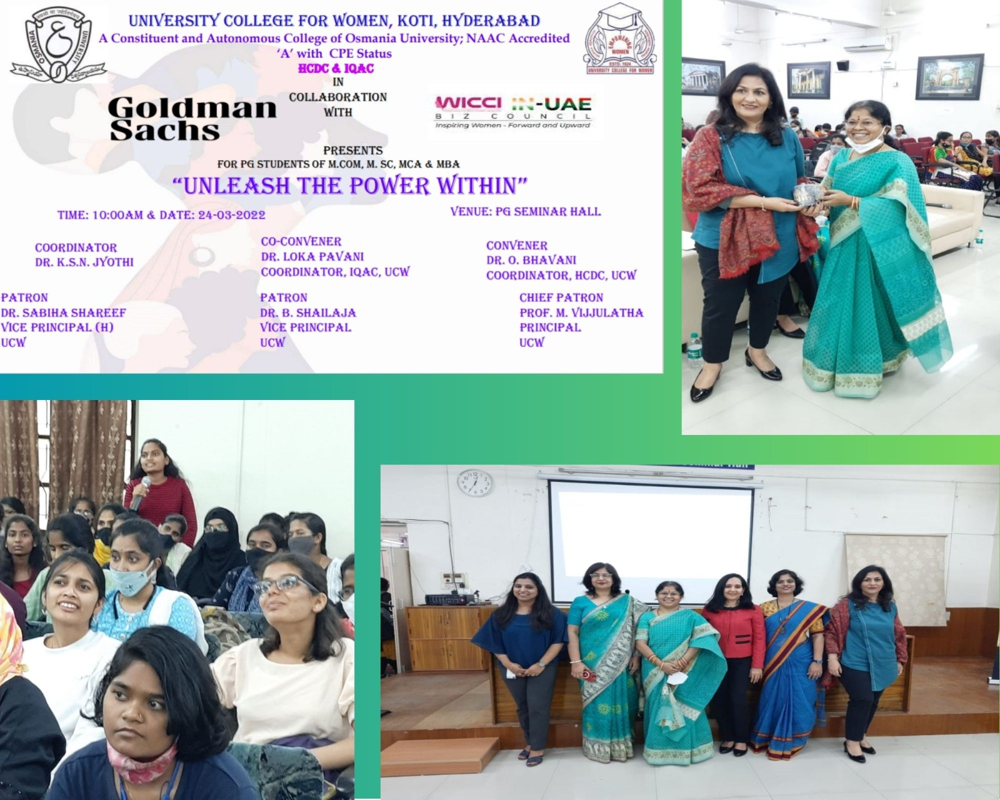 UNIVERSITY COLLEGE FOR WOMEN, KOTI, HYDERABAD
A Constituent and Autonomous College of Osmania University; NAAC Accredited
‘A’ with CPE Status
HCDC & IQAC
IN
COLLABORATION
WITH
OSMANIA UNIVERSITY
EMPOWERING
WOMEN
ESTD. 1924
UNIVERSITY COLLEGE FOR WOMEN
Goldman
Sachs
WICCI IN-UAE
BIZ COUNCIL
Inspiring Women - Forward and Upward
PRESENTS
FOR PG STUDENTS OF M.COM, M. SC, MCA & MBA
“UNLEASH THE POWER WITHIN”
TIME: 10:00AM & DATE: 24-03-2022
VENUE: PG SEMINAR HALL
COORDINATOR
DR. K.S.N. JYOTHI
CO-CONVENER
DR. LOKA PAVANI
COORDINATOR, IQAC, UCW
CONVENER
DR. O. BHAVANI
COORDINATOR, HCDC, UCW
PATRON
DR. SABIHA SHAREEF
VICE PRINCIPAL (H)
UCW
PATRON
DR. B. SHAILAJA
VICE PRINCIPAL
UCW
CHIEF PATRON
PROF. M. VIJJULATHA
PRINCIPAL
UCW
Seminar Hall